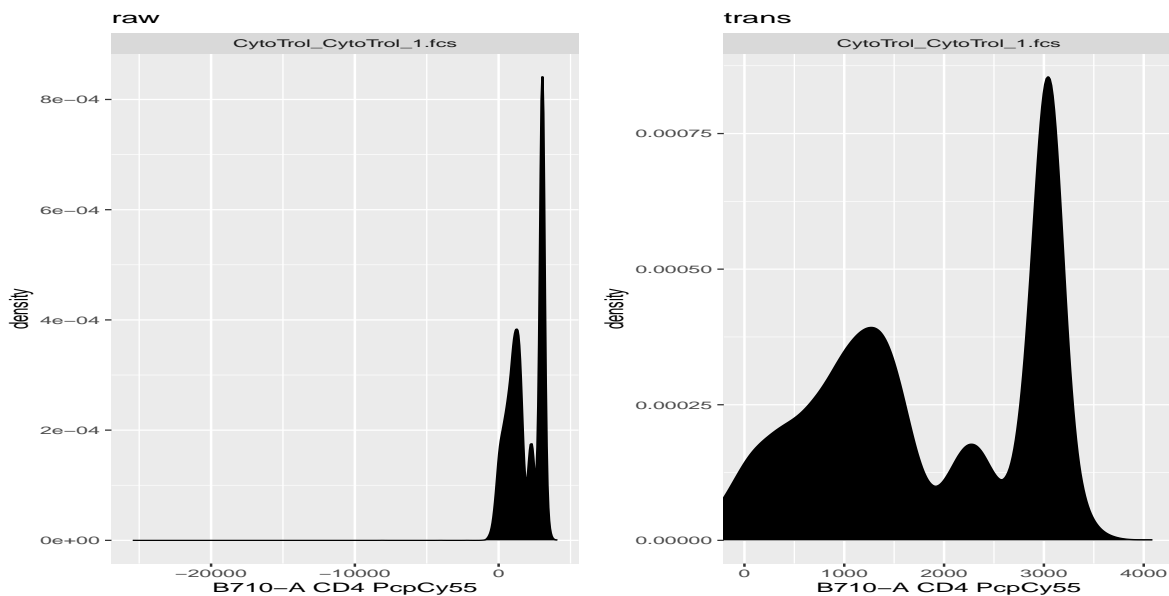 raw
CytoTrol_CytoTrol_1.fcs
8e−04
6e−04
4e−04
2e−04
0e+00
density
−20000 −10000 0
B710−A CD4 PcpCy55
trans
CytoTrol_CytoTrol_1.fcs
0.00075
0.00050
0.00025
0.00000
density
0 1000 2000 3000 4000
B710−A CD4 PcpCy55